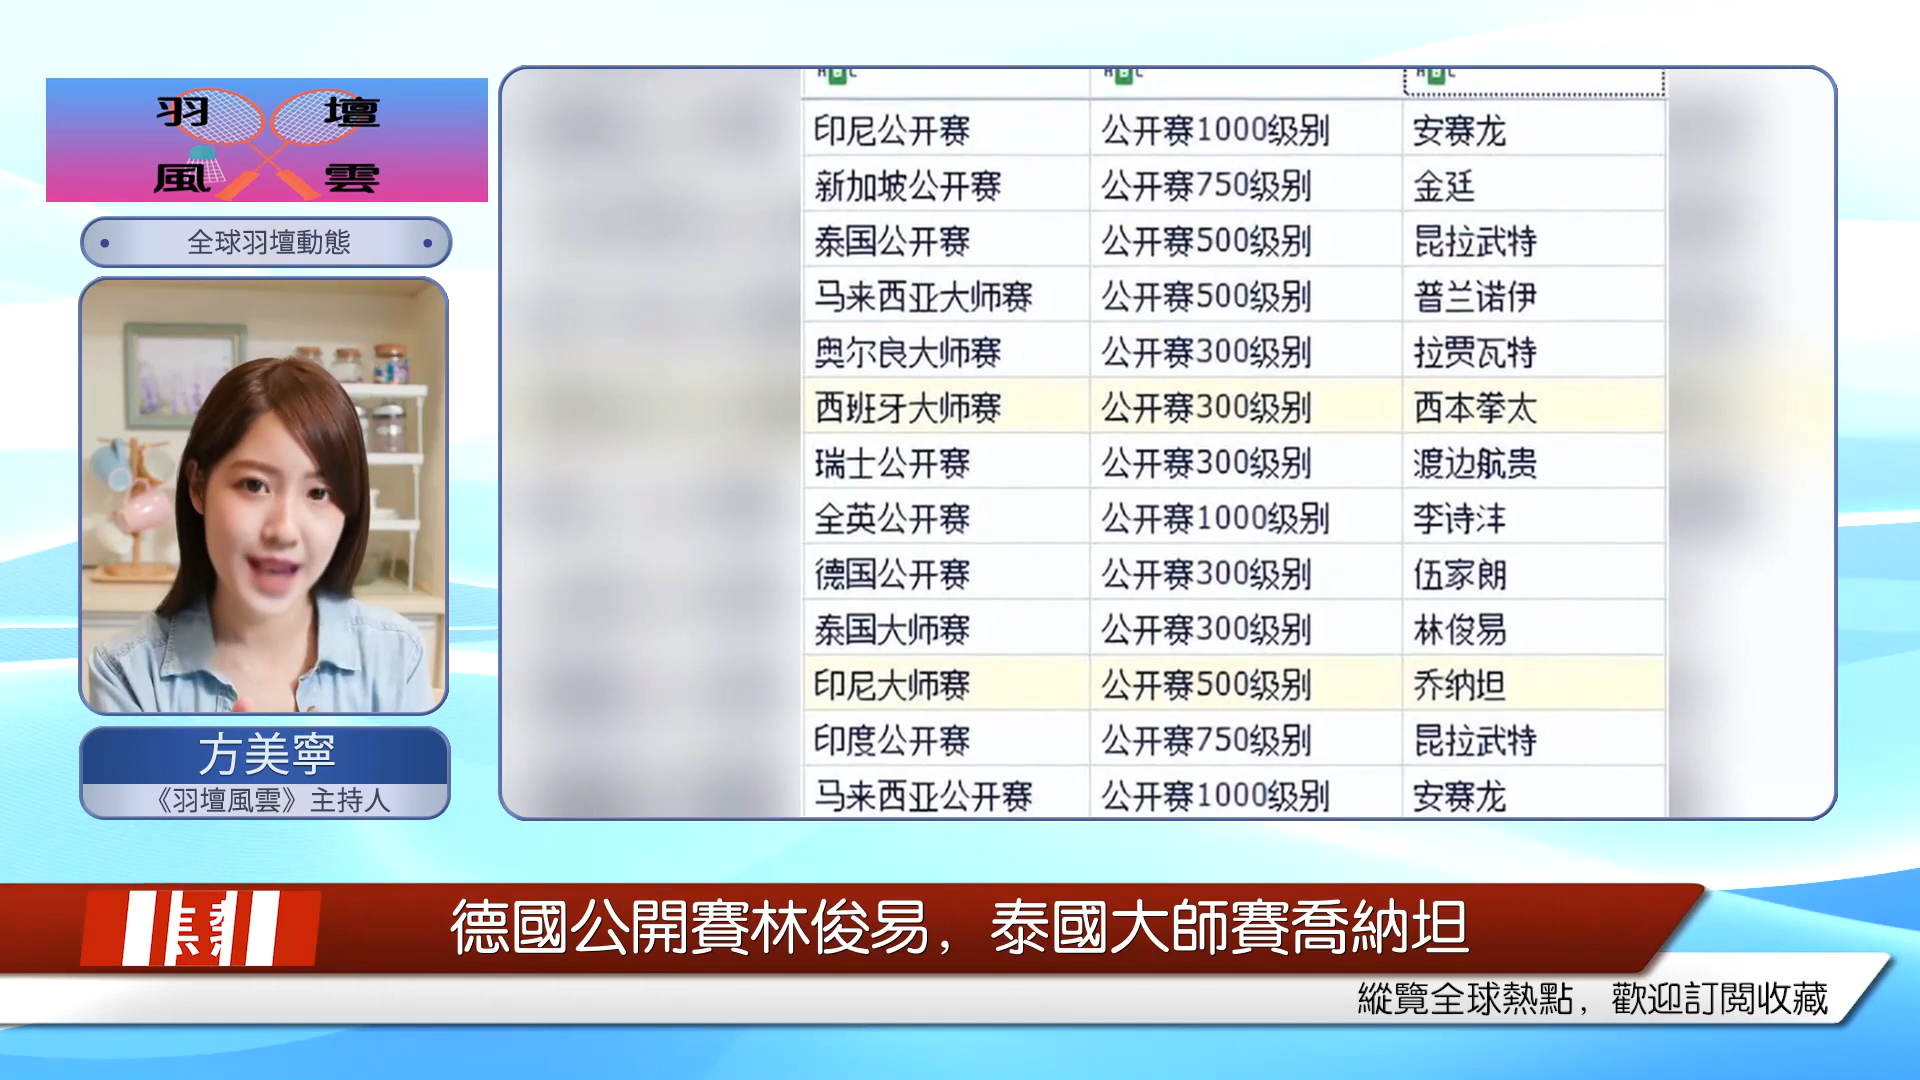 羽壇
風雲
全球羽壇動態
方美寧
《羽壇風雲》主持人
印尼公开赛 公开赛1000级别 安赛龙
新加坡公开赛 公开赛750级别 金廷
泰国公开赛 公开赛500级别 昆拉武特
马来西亚大师赛 公开赛500级别 普兰诺伊
奥尔良大师赛 公开赛300级别 拉贾瓦特
西班牙大师赛 公开赛300级别 西本拳太
瑞士公开赛 公开赛300级别 渡边航贵
全英公开赛 公开赛1000级别 李诗沣
德国公开赛 公开赛300级别 伍家朗
泰国大师赛 公开赛300级别 林俊易
印尼大师赛 公开赛500级别 乔纳坦
印度公开赛 公开赛750级别 昆拉武特
马来西亚公开赛 公开赛1000级别 安赛龙
德國公開賽林俊易，泰國大師賽喬納坦
縱覽全球熱點，歡迎訂閱收藏